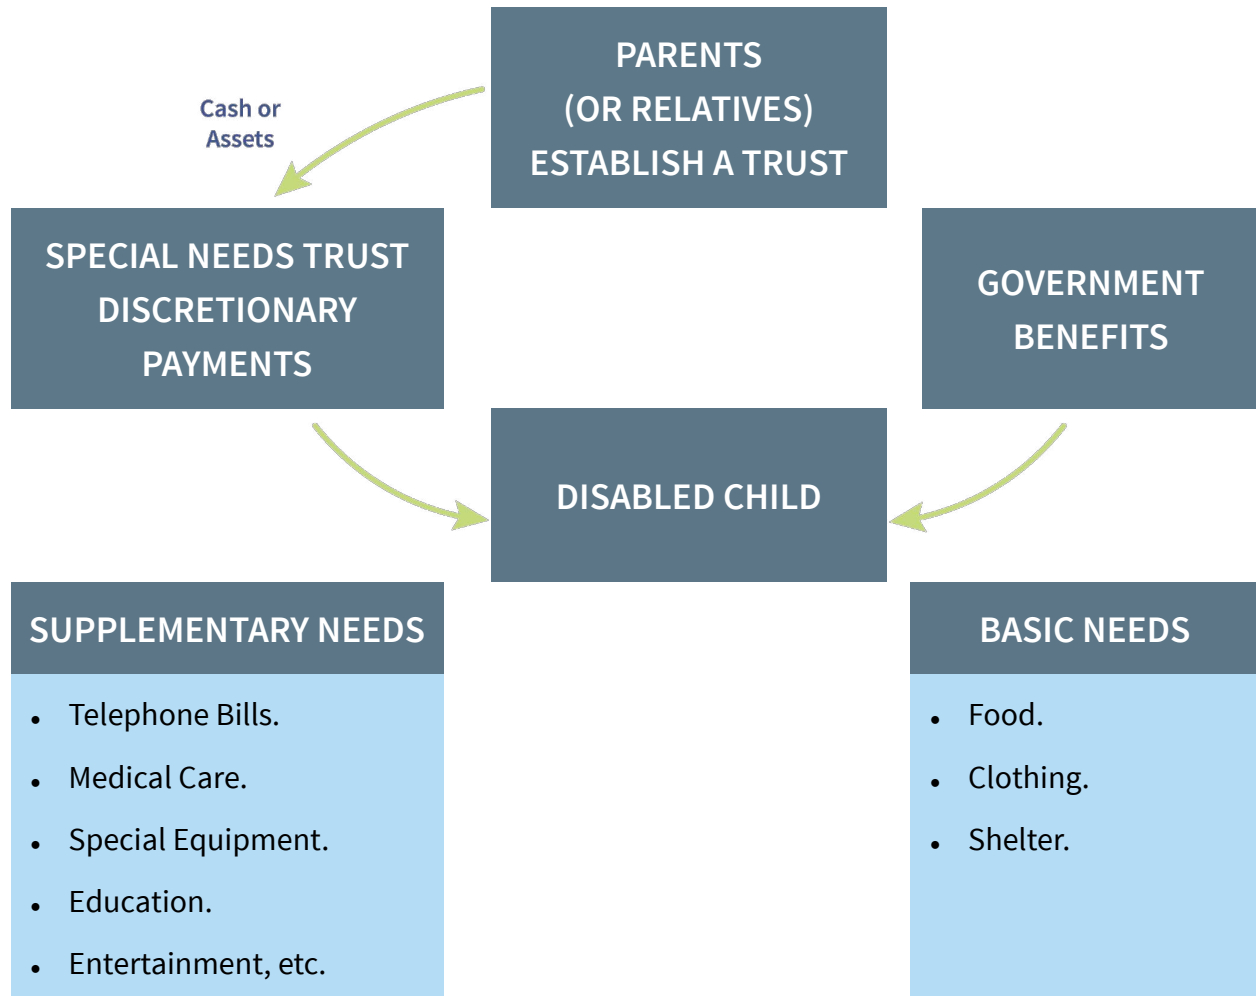 PARENTS
(OR RELATIVES)
ESTABLISH A TRUST
Cash or
Assets
SPECIAL NEEDS TRUST
DISCRETIONARY
PAYMENTS
GOVERNMENT
BENEFITS
DISABLED CHILD
SUPPLEMENTARY NEEDS
• Telephone Bills.
• Medical Care.
• Special Equipment.
• Education.
• Entertainment, etc.
BASIC NEEDS
• Food.
• Clothing.
• Shelter.